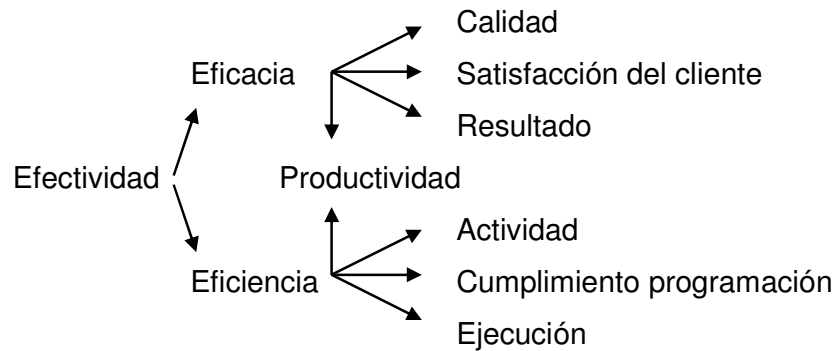 Calidad
Eficacia
Satisfacción del cliente
Resultado
Efectividad
Productividad
Actividad
Eficiencia
Cumplimiento programación
Ejecución